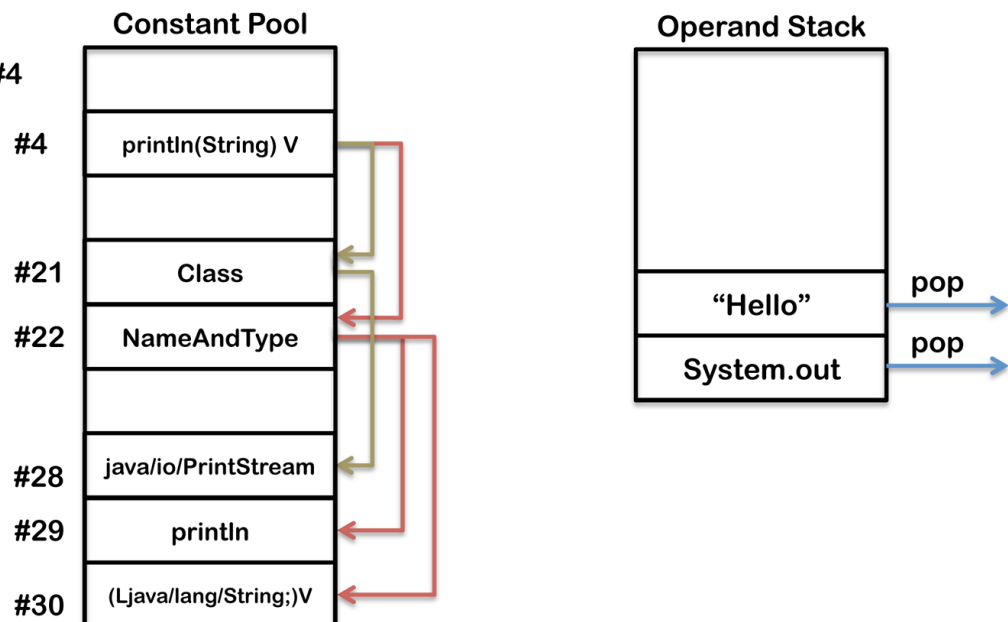 Constant Pool
#4
#4
println(String) V
#21
Class
#22
NameAndType
#28
java/io/PrintStream
#29
println
#30
(Ljava/lang/String;)V
Operand Stack
“Hello”
pop
System.out
pop